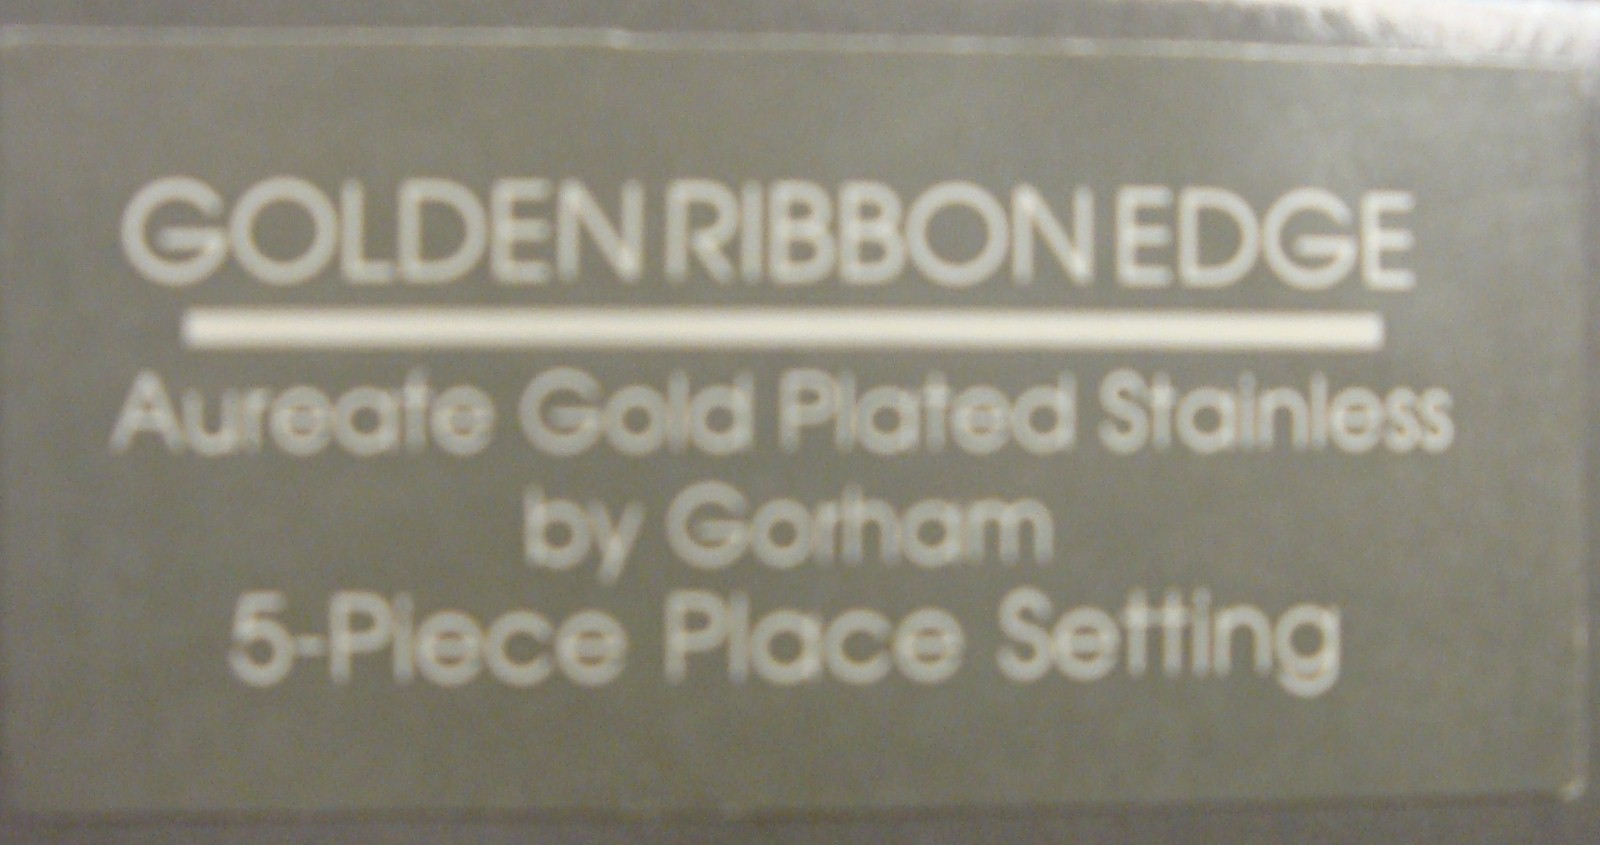 GOLDEN RIBBON EDGE
Aureate Gold Plated Stainless
by Gorham
5-Piece Place Setting